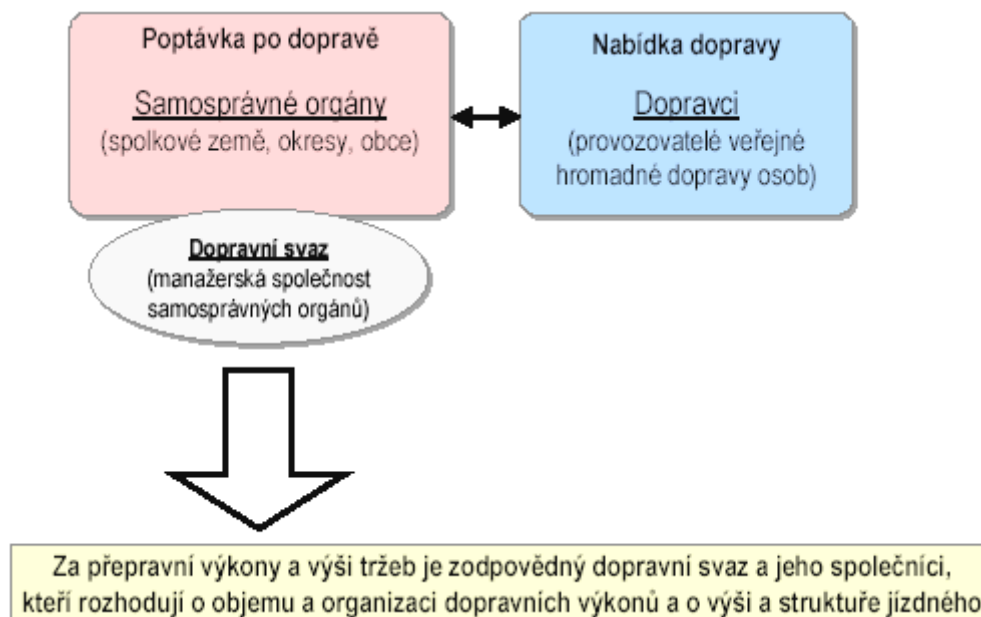 Poptávka po dopravě
Samosprávné orgány
(spolkové země, okresy, obce)
Nabídka dopravy
Dopravci
(provozovatelé veřejné
hromadné dopravy osob)
Dopravní svaz
(manažerská společnost
samosprávných orgánů)
Za přepravní výkony a výši tržeb je zodpovědný dopravní svaz a jeho společníci,
kteří rozhodují o objemu a organizaci dopravních výkonů a o výši a struktuře jízdného